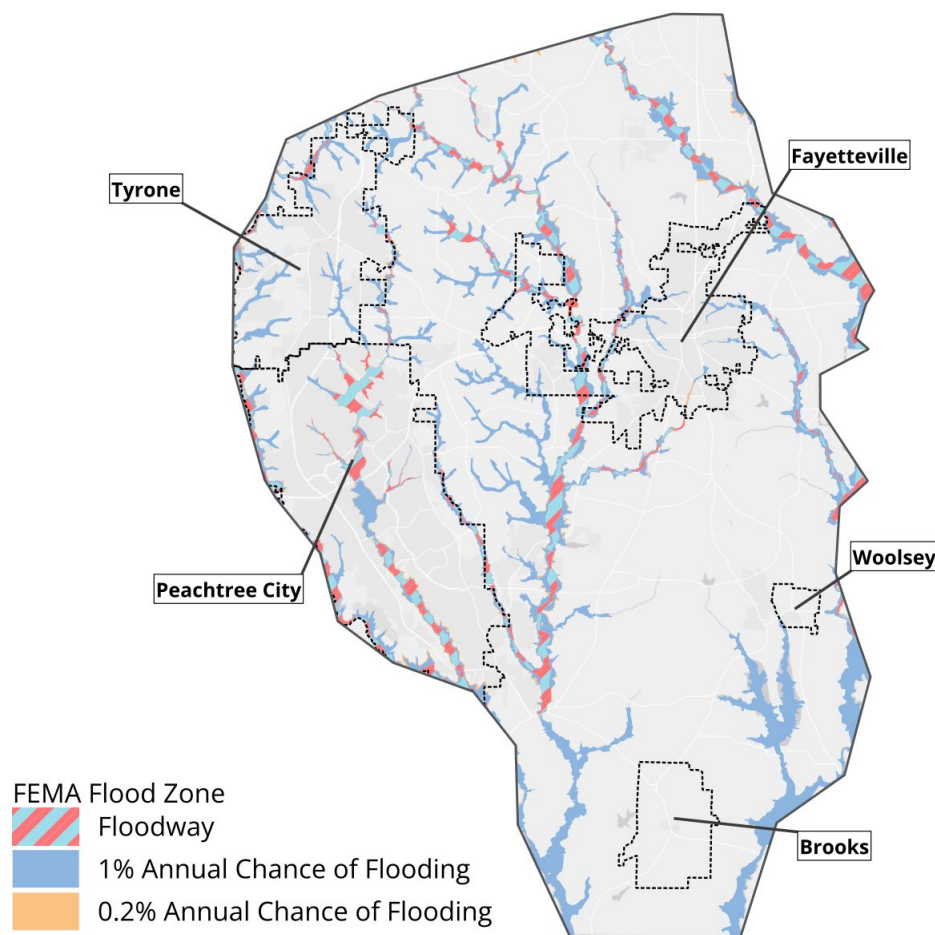 Fayetteville
Tyrone
Woolsey
Peachtree City
Brooks
FEMA Flood Zone
Floodway
1% Annual Chance of Flooding
0.2% Annual Chance of Flooding